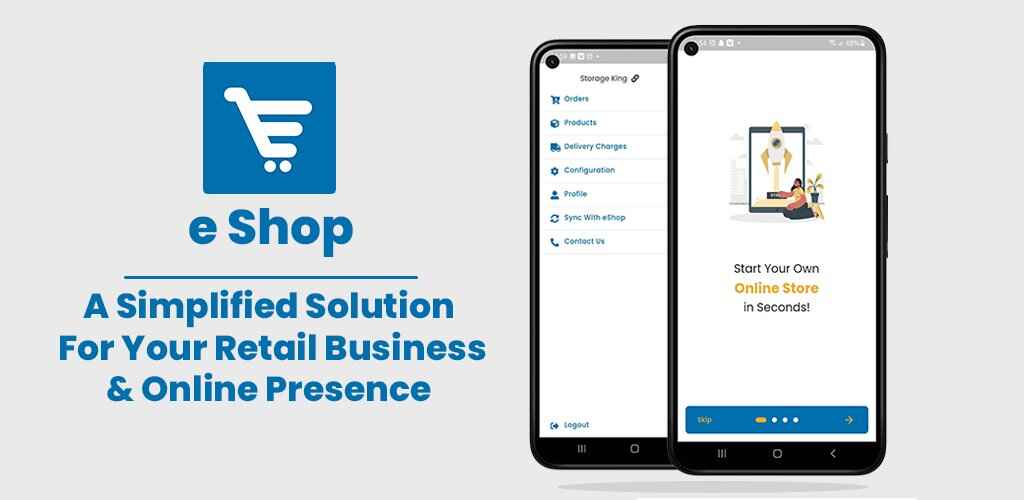 e Shop
A Simplified Solution
For Your Retail Business
& Online Presence
Storage King
Orders
Products
Delivery Charges
Configuration
Profile
Sync With eShop
Contact Us
Logout
Start Your Own
Online Store
in Seconds!
Skip